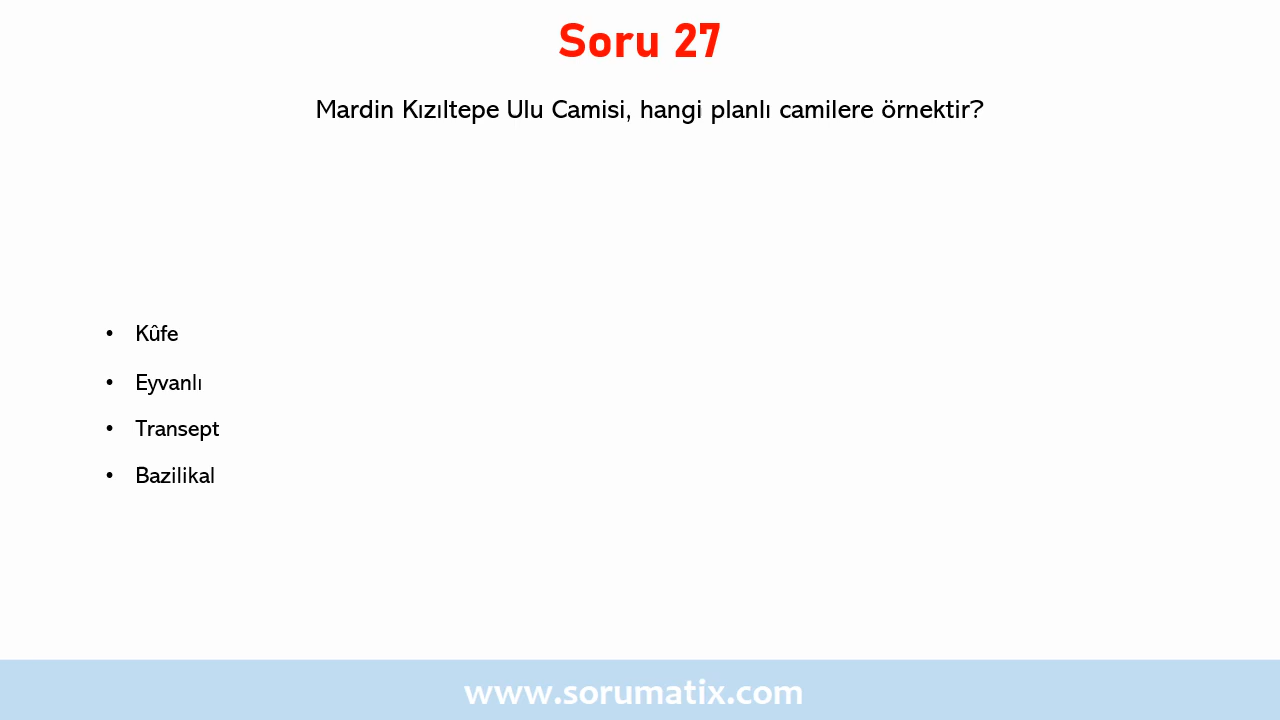 Soru 27
Mardin Kızıltepe Ulu Camisi, hangi planlı camilere örnektir?
• Kûfe
• Eyvanlı
• Transept
• Bazilikal
www.sorumatix.com